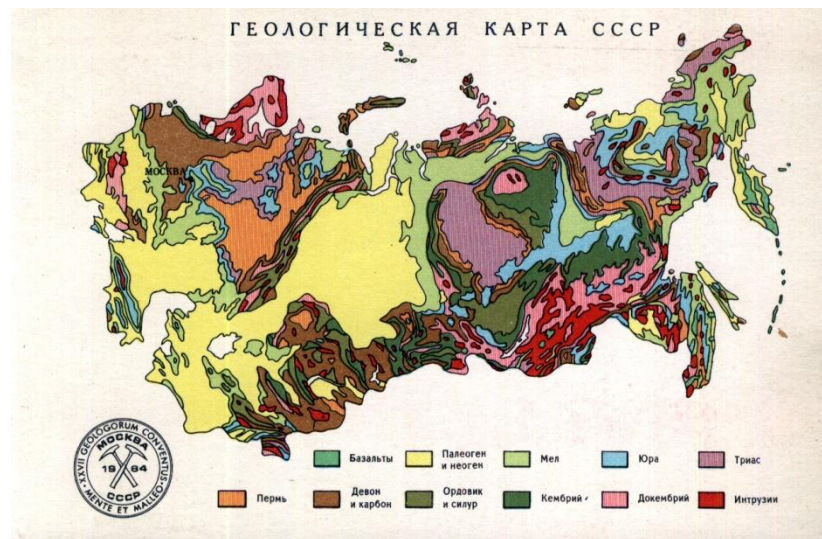 ГЕОЛОГИЧЕСКАЯ КАРТА СССР
МОСКВА
XXVII GEOLOGORUM CONVENTUS
МОСКВА
1984
СССР
MENTE ET MALLEO
Базальты
Палеоген
и неоген
Мел
Юра
Триас
Пермь
Девон
и карбон
Ордовик
и силур
Кембрий
Докембрий
Интрузии